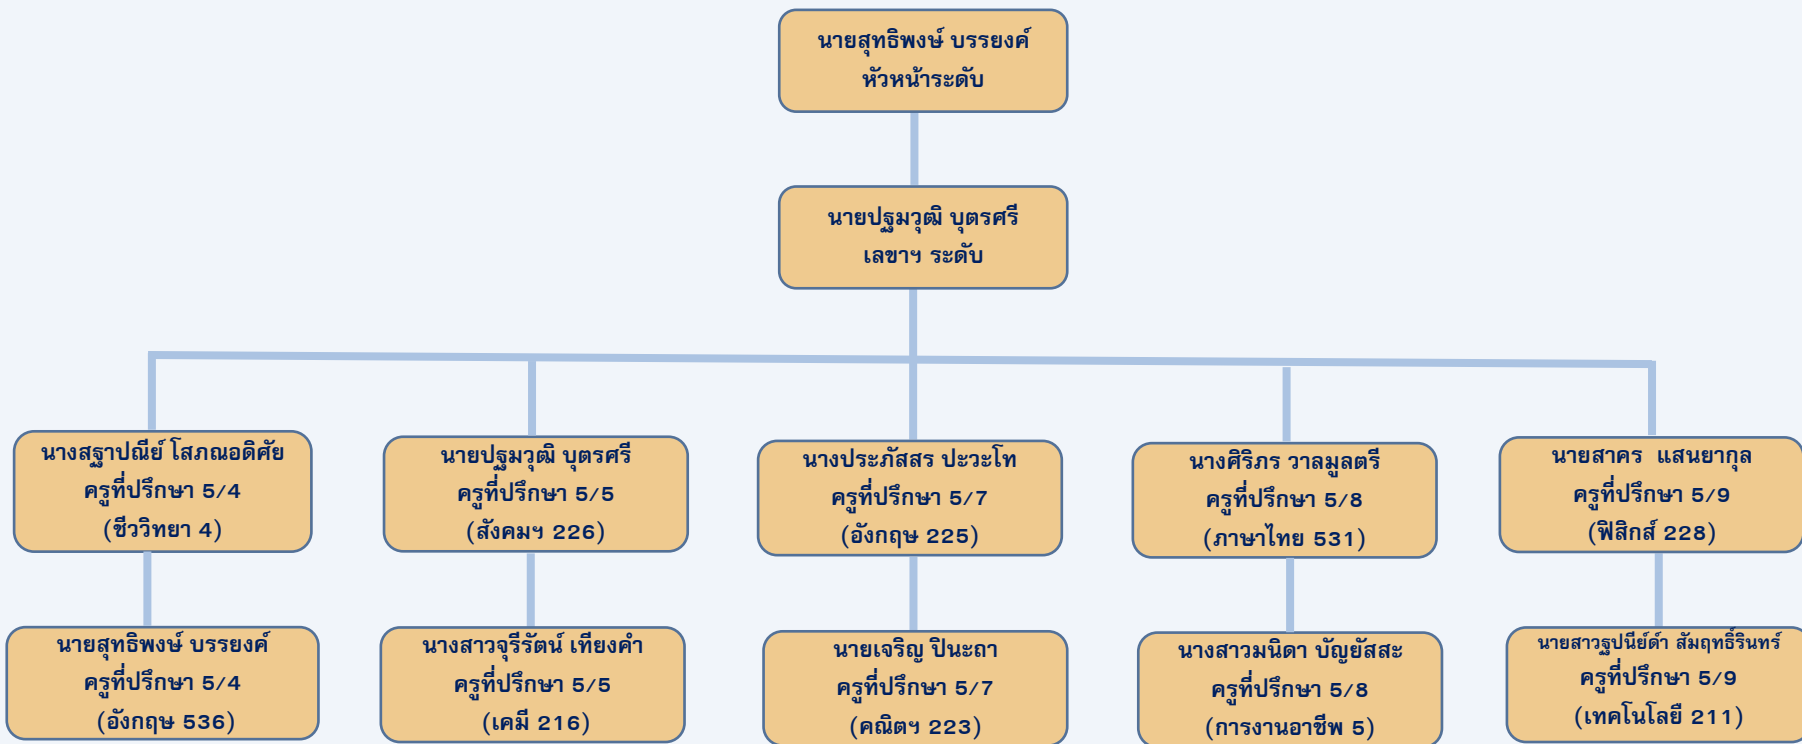 นายสุทธิพงษ์ บรรยงค์
หัวหน้าระดับ
นายปฐมวุฒิ บุตรศรี
เลขาฯ ระดับ
นางสฐาปณีย์ โสภณอดิศัย
ครูที่ปรึกษา 5/4
(ชีววิทยา 4)
นายปฐมวุฒิ บุตรศรี
ครูที่ปรึกษา 5/5
(สังคมฯ 226)
นางประภัสสร ปะวะโท
ครูที่ปรึกษา 5/7
(อังกฤษ 225)
นางศิริภร วาลมูลตรี
ครูที่ปรึกษา 5/8
(ภาษาไทย 531)
นายสาคร แสนยากุล
ครูที่ปรึกษา 5/9
(ฟิสิกส์ 228)
นายสุทธิพงษ์ บรรยงค์
ครูที่ปรึกษา 5/4
(อังกฤษ 536)
นางสาวจุรีรัตน์ เทียงคำ
ครูที่ปรึกษา 5/5
(เคมี 216)
นายเจริญ ปินะถา
ครูที่ปรึกษา 5/7
(คณิตฯ 223)
นางสาวมนิดา บัญยัสสะ
ครูที่ปรึกษา 5/8
(การงานอาชีพ 5)
นายสาวฐปนีย์ดำ สัมฤทธิ์รินทร์
ครูที่ปรึกษา 5/9
(เทคโนโลยื 211)